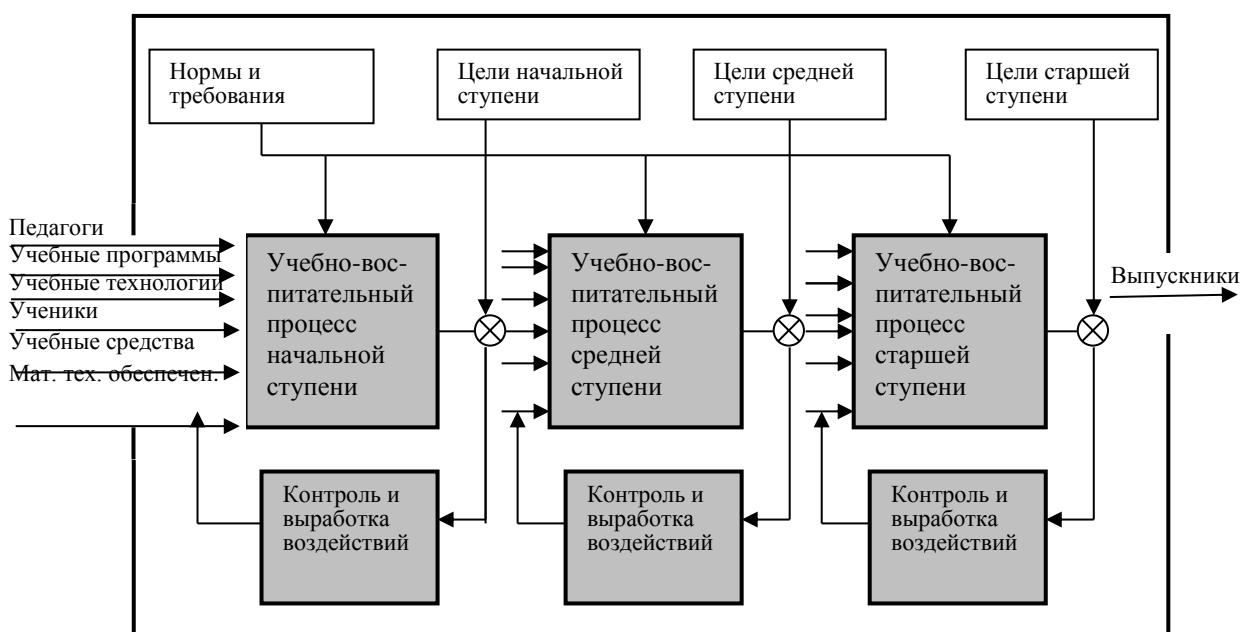 Нормы и
требования
Цели начальной
ступени
Цели средней
ступени
Цели старшей
ступени
Педагоги
Учебные программы
Учебные технологии
Ученики
Учебные средства
Мат. тех. обеспечен.
Учебно-вос-
питательный
процесс
начальной
ступени
Учебно-вос-
питательный
процесс
средней
ступени
Учебно-вос-
питательный
процесс
старшей
ступени
Выпускники
Контроль и
выработка
воздействий
Контроль и
выработка
воздействий
Контроль и
выработка
воздействий